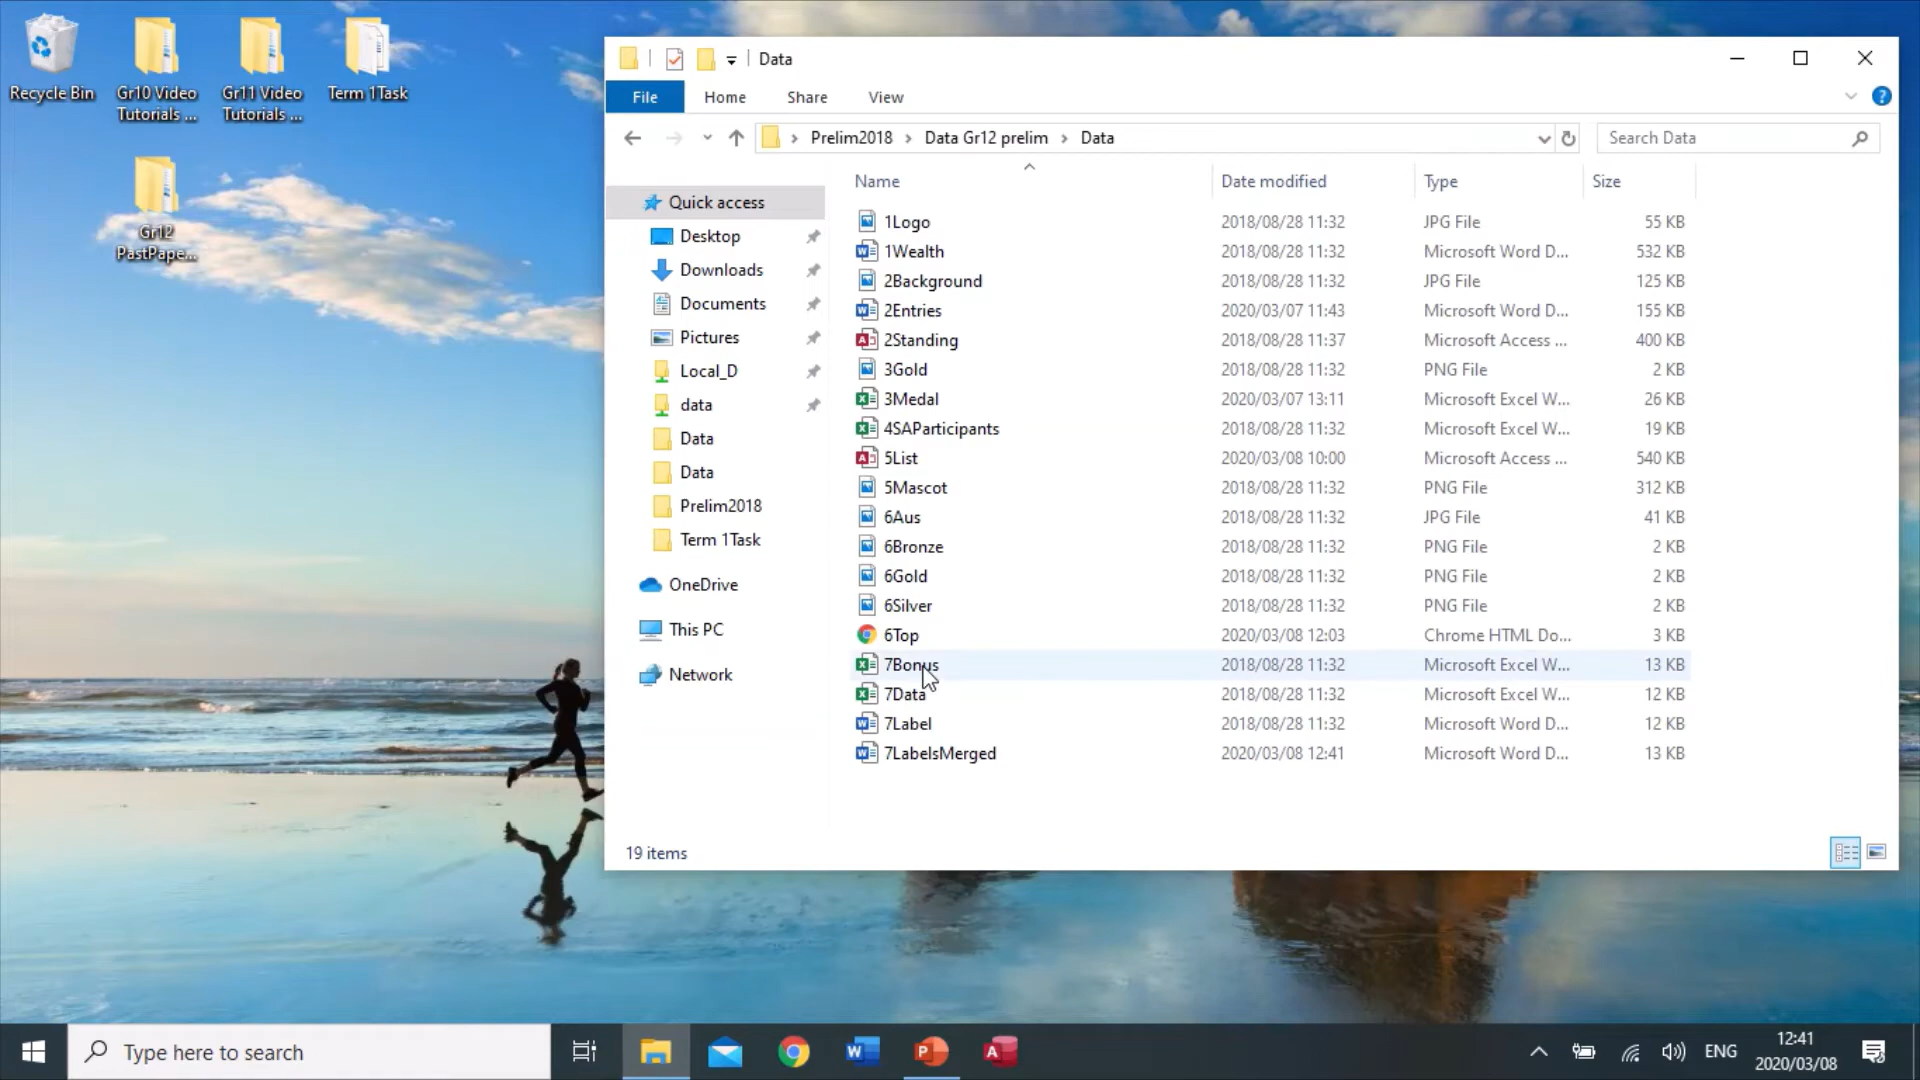 Recycle Bin
Gr10 Video
Tutorials ...
Gr11 Video
Tutorials ...
Term 1Task
Gr12
PastPape...
Data
File
Home
Share
View
Prelim2018
Data Gr12 prelim
Data
Search Data
Name
Date modified
Type
Size
Quick access
Desktop
Downloads
Documents
Pictures
Local_D
data
Data
Data
Prelim2018
Term 1Task
OneDrive
This PC
Network
1Logo 2018/08/28 11:32 JPG File 55 KB
1Wealth 2018/08/28 11:32 Microsoft Word D... 532 KB
2Background 2018/08/28 11:32 JPG File 125 KB
2Entries 2020/03/07 11:43 Microsoft Word D... 155 KB
2Standing 2018/08/28 11:37 Microsoft Access ... 400 KB
3Gold 2018/08/28 11:32 PNG File 2 KB
3Medal 2020/03/07 13:11 Microsoft Excel W... 26 KB
4SAParticipants 2018/08/28 11:32 Microsoft Excel W... 19 KB
5List 2020/03/08 10:00 Microsoft Access ... 540 KB
5Mascot 2018/08/28 11:32 PNG File 312 KB
6Aus 2018/08/28 11:32 JPG File 41 KB
6Bronze 2018/08/28 11:32 PNG File 2 KB
6Gold 2018/08/28 11:32 PNG File 2 KB
6Silver 2018/08/28 11:32 PNG File 2 KB
6Top 2020/03/08 12:03 Chrome HTML Do... 3 KB
7Bonus 2018/08/28 11:32 Microsoft Excel W... 13 KB
7Data 2018/08/28 11:32 Microsoft Excel W... 12 KB
7Label 2018/08/28 11:32 Microsoft Word D... 12 KB
7LabelsMerged 2020/03/08 12:41 Microsoft Word D... 13 KB
19 items
Type here to search
ENG
12:41
2020/03/08